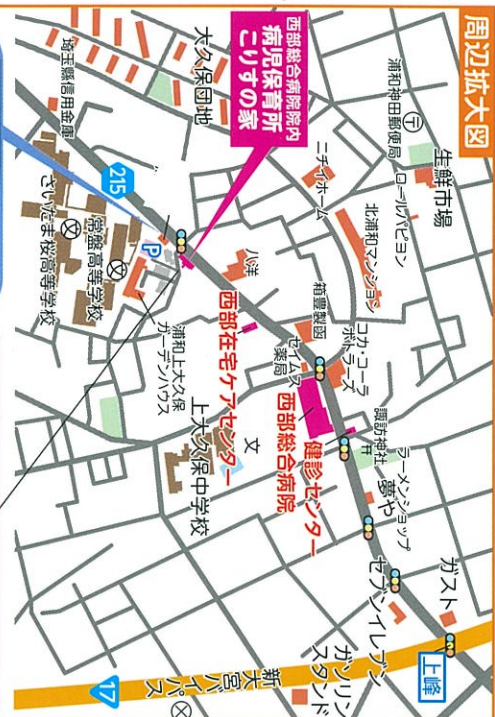 周辺拡大図
西部総合病院院内
病児保育所
こりすの家
大久保団地
埼玉縣信用金庫
浦和神田郵便局
生鮮市場
ロールパピヨン
ニチイホーム
北浦和マンション
八洋
箱豊製函
コカ・コーラ
ボトラーズ
セイムス
薬局
215
P
常盤高等学校
さいたま桜高等学校
浦和上大久保
ガーデンハウス
西部在宅ケアセンター
文
上大久保中学校
西部総合病院
健診センター
諏訪神社
ラーメンショップ
夢や
セブンイレブン
ガスト
上峰
ガソリン
スタンド
新大宮バイパス
17